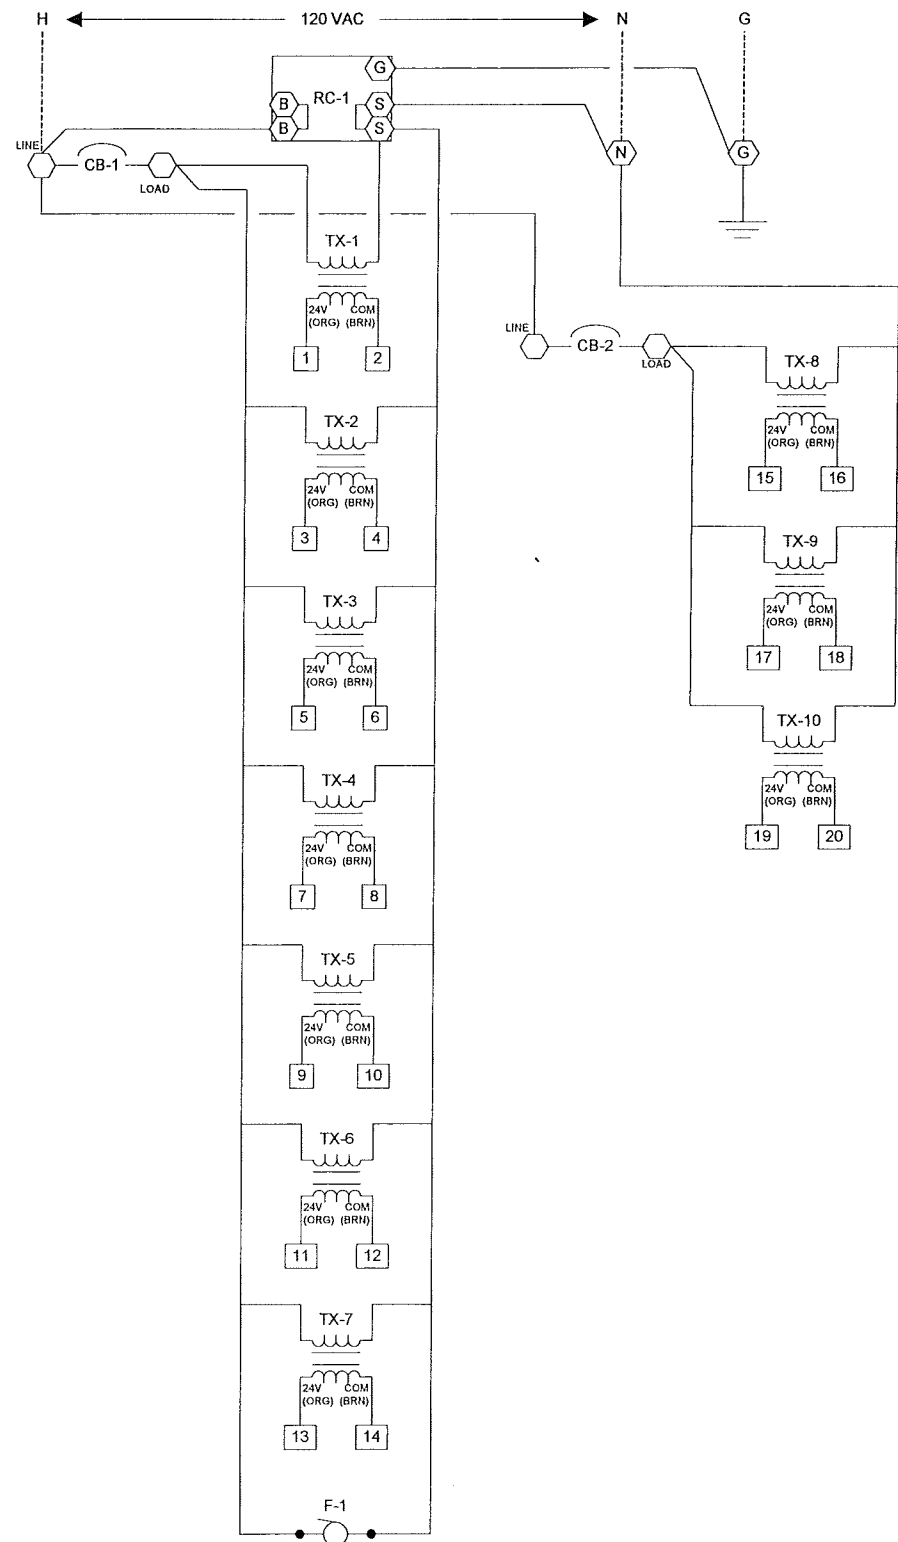 H 120 VAC N G
G
B RC-1 S
B S
LINE
CB-1
LOAD
N G
TX-1
24V COM
(ORG) (BRN)
1 2
LINE
CB-2
LOAD
TX-8
24V COM
(ORG) (BRN)
15 16
TX-2
24V COM
(ORG) (BRN)
3 4
TX-9
24V COM
(ORG) (BRN)
17 18
TX-3
24V COM
(ORG) (BRN)
5 6
TX-10
24V COM
(ORG) (BRN)
19 20
TX-4
24V COM
(ORG) (BRN)
7 8
TX-5
24V COM
(ORG) (BRN)
9 10
TX-6
24V COM
(ORG) (BRN)
11 12
TX-7
24V COM
(ORG) (BRN)
13 14
F-1